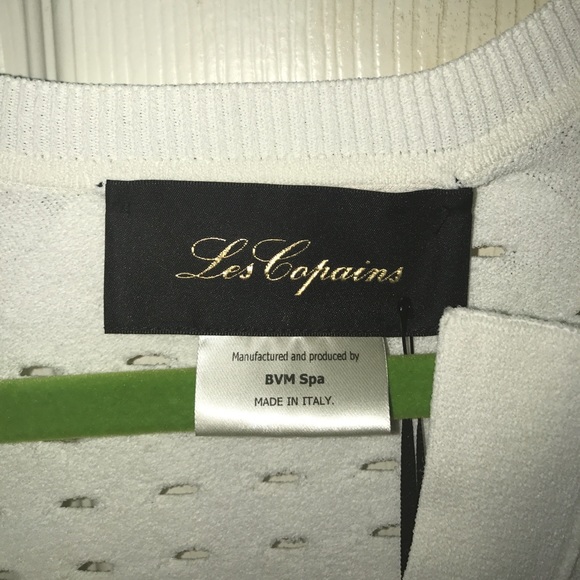 Les Copains
Manufactured and produced by
BVM Spa
MADE IN ITALY.